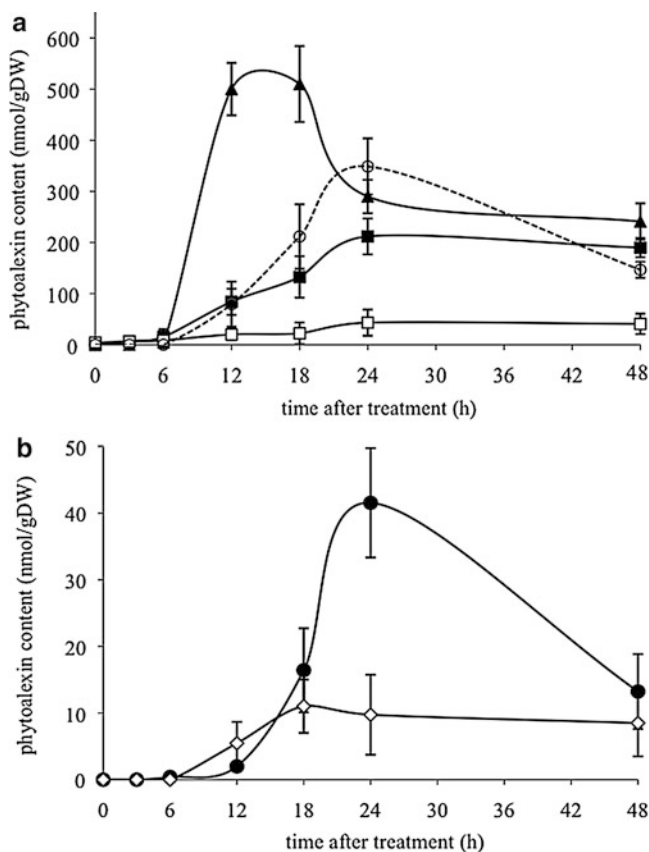 a
phytoalexin content (nmol/gDW)
600
500
400
300
200
100
0
0 6 12 18 24 30 36 42 48
time after treatment (h)
b
phytoalexin content (nmol/gDW)
50
40
30
20
10
0
0 6 12 18 24 30 36 42 48
time after treatment (h)